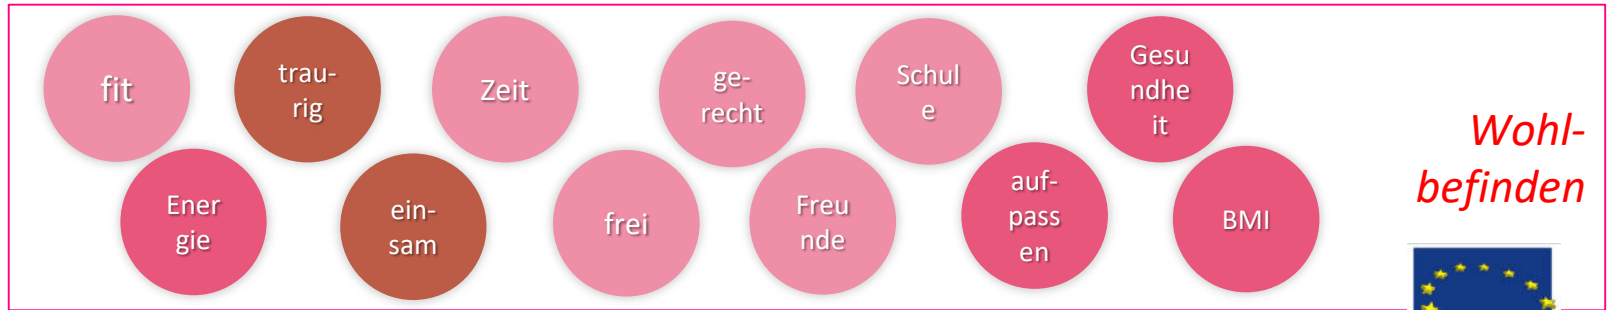 fit
trau-
rig
Zeit
ge-
recht
Schul
e
Gesu
ndhe
it
Ener
gie
ein-
sam
frei
Freu
nde
auf-
pass
en
BMI
Wohl-
befinden